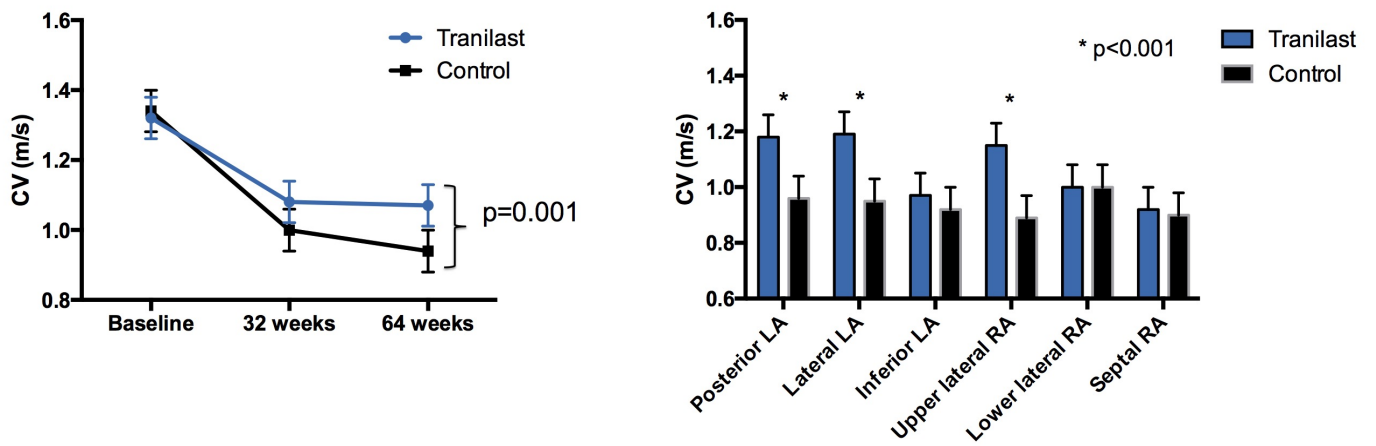 1.6
1.4
1.2
1.0
0.8
CV (m/s)
Baseline
32 weeks
64 weeks
Tranilast
Control
p=0.001
1.6
1.4
1.2
1.0
0.8
0.6
CV (m/s)
* p<0.001
Tranilast
Control
*
*
*
Posterior LA
Lateral LA
Inferior LA
Upper lateral RA
Lower lateral RA
Septal RA